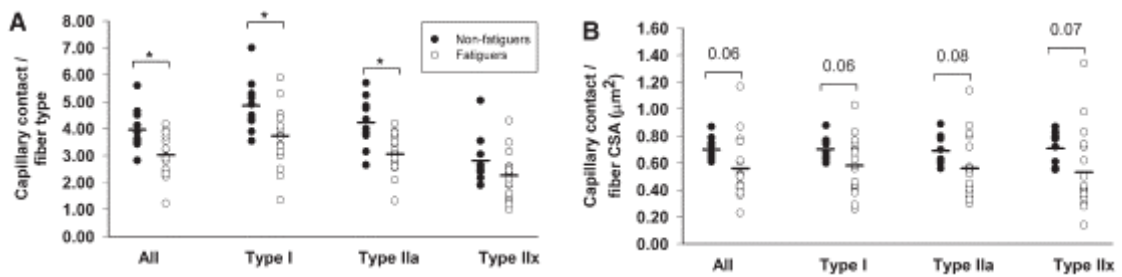 A
Capillary contact /
fiber type
8.00
7.00
6.00
5.00
4.00
3.00
2.00
1.00
0.00
*
*
*
Non-fatiguers
Fatiguers
All
Type I
Type IIa
Type IIx
B
Capillary contact /
fiber CSA (μm²)
1.60
1.40
1.20
1.00
0.80
0.60
0.40
0.20
0.00
0.06
0.06
0.08
0.07
All
Type I
Type IIa
Type IIx